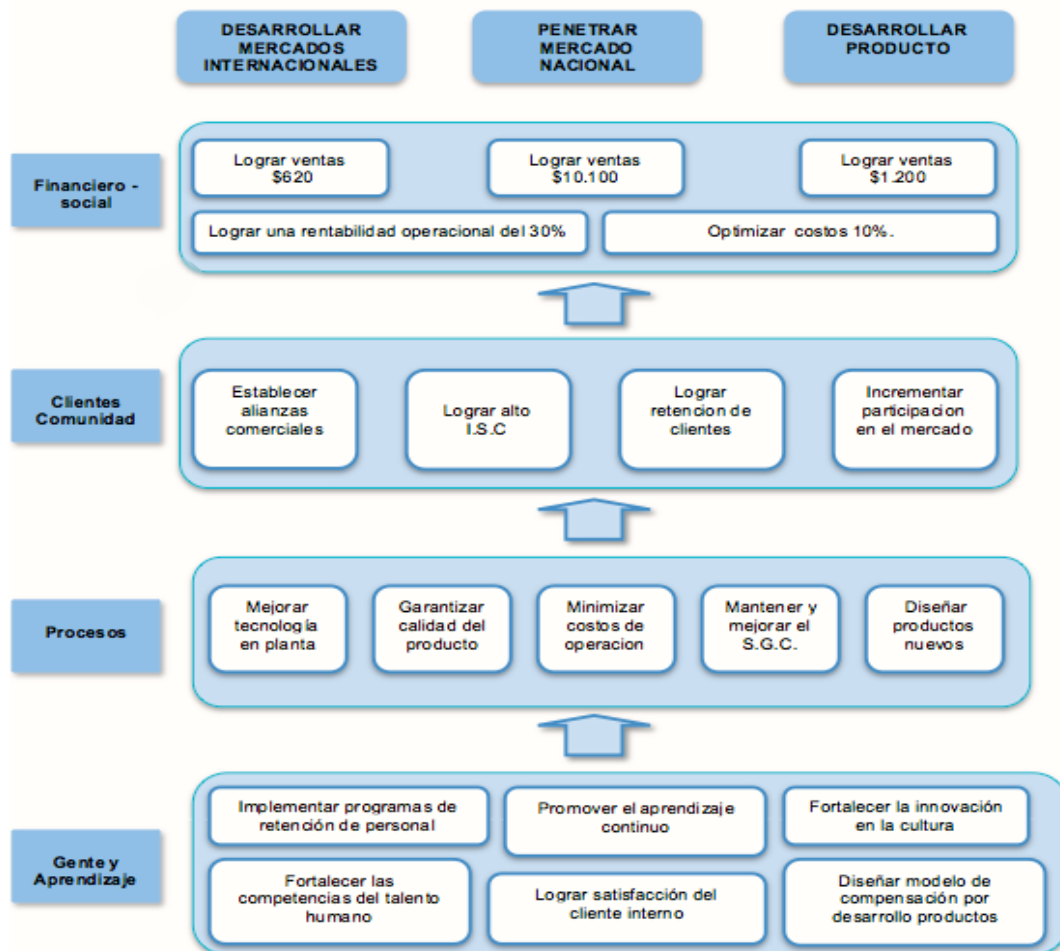 DESARROLLAR
MERCADOS
INTERNACIONALES
PENETRAR
MERCADO
NACIONAL
DESARROLLAR
PRODUCTO
Financiero -
social
Lograr ventas
$620
Lograr ventas
$10.100
Lograr ventas
$1.200
Lograr una rentabilidad operacional del 30%
Optimizar costos 10%.
Clientes
Comunidad
Establecer
alianzas
comerciales
Lograr alto
I.S.C
Lograr
retencion de
clientes
Incrementar
participacion
en el mercado
Procesos
Mejorar
tecnología
en planta
Garantizar
calidad del
producto
Minimizar
costos de
operacion
Mantener y
mejorar el
S.G.C.
Diseñar
productos
nuevos
Gente y
Aprendizaje
Implementar programas de
retención de personal
Promover el aprendizaje
continuo
Fortalecer la innovación
en la cultura
Fortalecer las
competencias del talento
humano
Lograr satisfacción del
cliente interno
Diseñar modelo de
compensación por
desarrollo productos